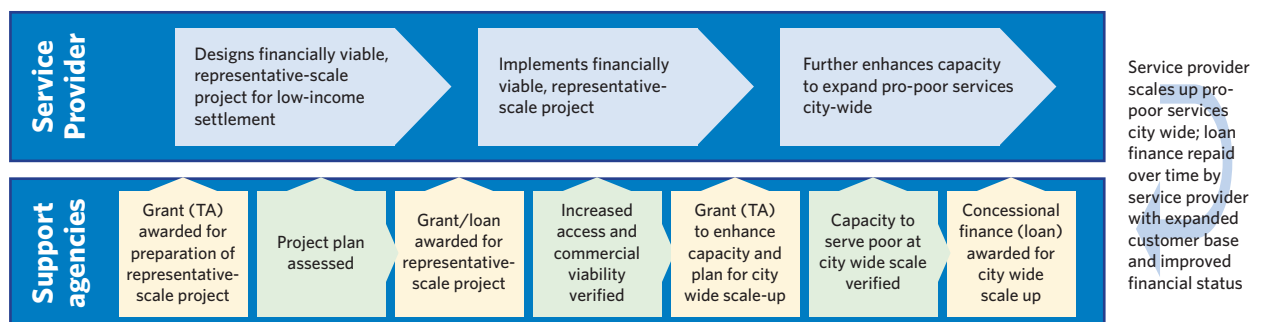 Service
Provider
Designs financially viable,
representative-scale
project for low-income
settlement
Implements financially
viable, representative-
scale project
Further enhances capacity
to expand pro-poor services
city-wide
Service provider
scales up pro-
poor services
city wide; loan
finance repaid
over time by
service provider
with expanded
customer base
and improved
financial status
Support
agencies
Grant (TA)
awarded for
preparation of
representative-
scale project
Project plan
assessed
Grant/loan
awarded for
representative-
scale project
Increased
access and
commercial
viability
verified
Grant (TA)
to enhance
capacity and
plan for city
wide scale-up
Capacity to
serve poor at
city wide scale
verified
Concessional
finance (loan)
awarded for
city wide
scale up